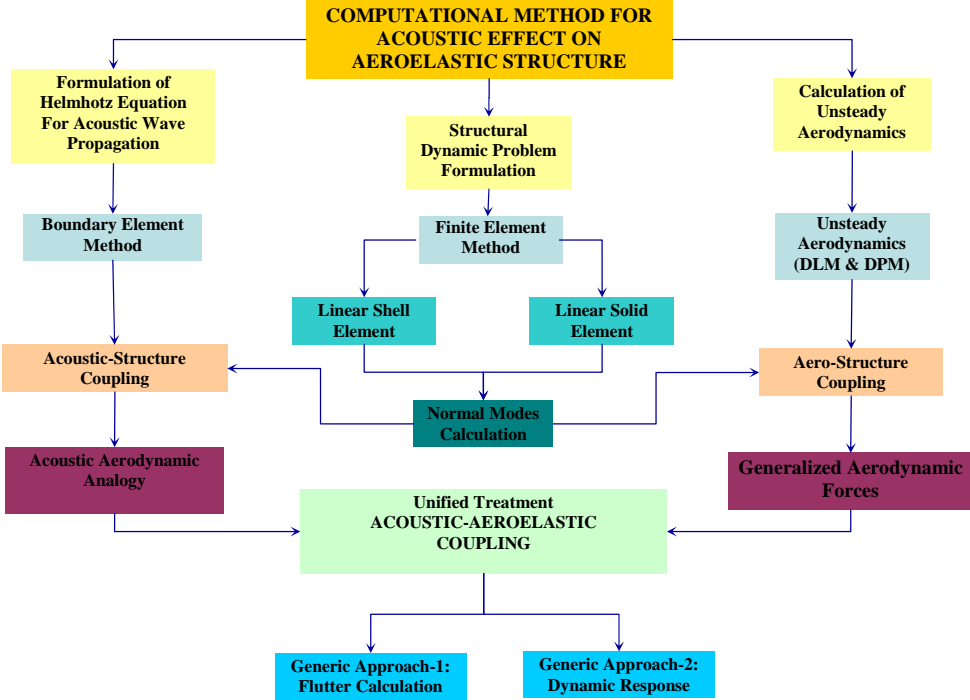 COMPUTATIONAL METHOD FOR
ACOUSTIC EFFECT ON
AEROELASTIC STRUCTURE
Formulation of
Helmhotz Equation
For Acoustic Wave
Propagation
Structural
Dynamic Problem
Formulation
Calculation of
Unsteady
Aerodynamics
Boundary Element
Method
Finite Element
Method
Unsteady
Aerodynamics
(DLM & DPM)
Linear Shell
Element
Linear Solid
Element
Acoustic-Structure
Coupling
Normal Modes
Calculation
Aero-Structure
Coupling
Acoustic Aerodynamic
Analogy
Generalized Aerodynamic
Forces
Unified Treatment
ACOUSTIC-AEROELASTIC
COUPLING
Generic Approach-1:
Flutter Calculation
Generic Approach-2:
Dynamic Response